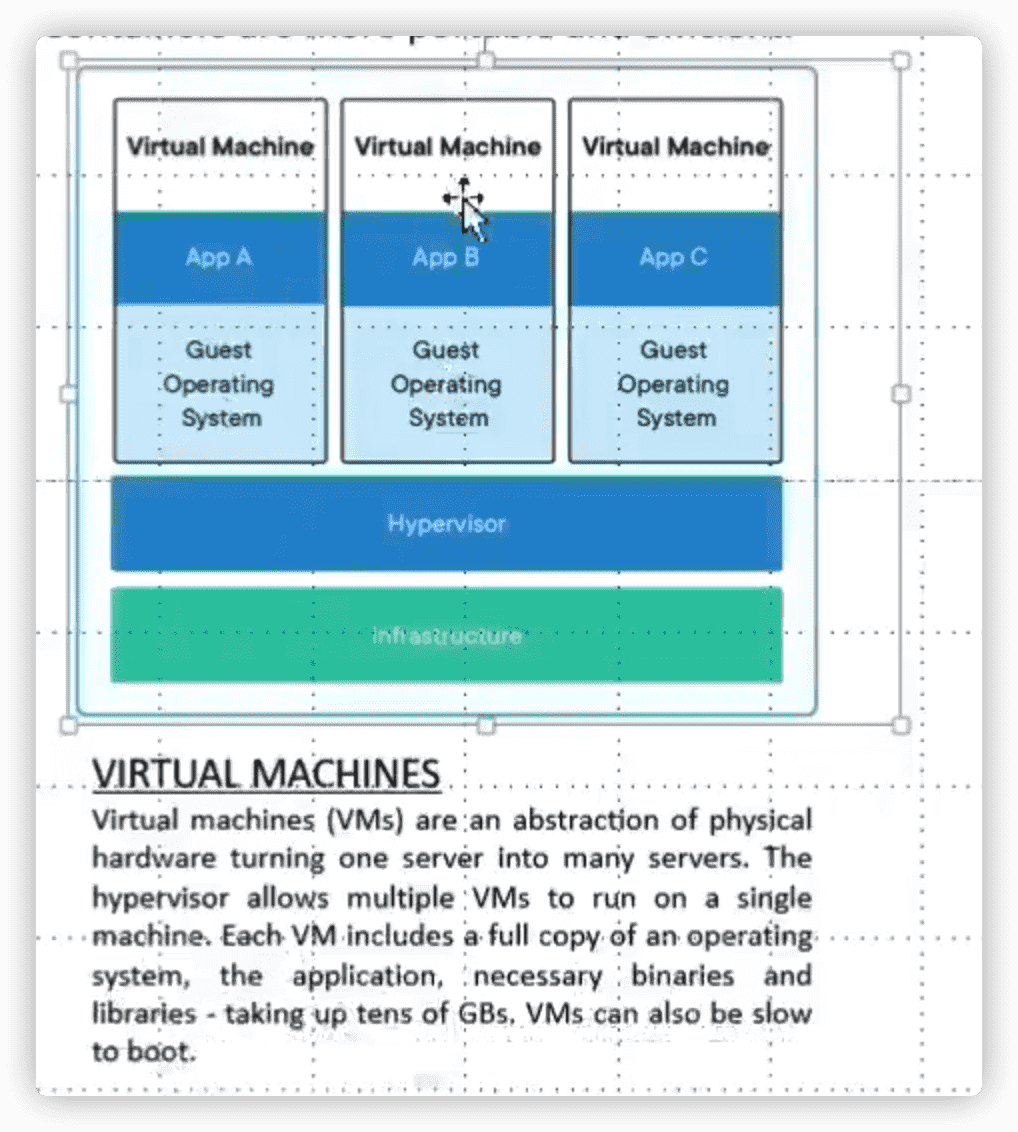 Virtual Machine Virtual Machine Virtual Machine
App A App B App C
Guest Guest Guest
Operating Operating Operating
System System System
Hypervisor
Infrastructure
VIRTUAL MACHINES
Virtual machines (VMs) are an abstraction of physical
hardware turning one server into many servers. The
hypervisor allows multiple VMs to run on a single
machine. Each VM includes a full copy of an operating
system, the application, necessary binaries and
libraries - taking up tens of GBs. VMs can also be slow
to boot.